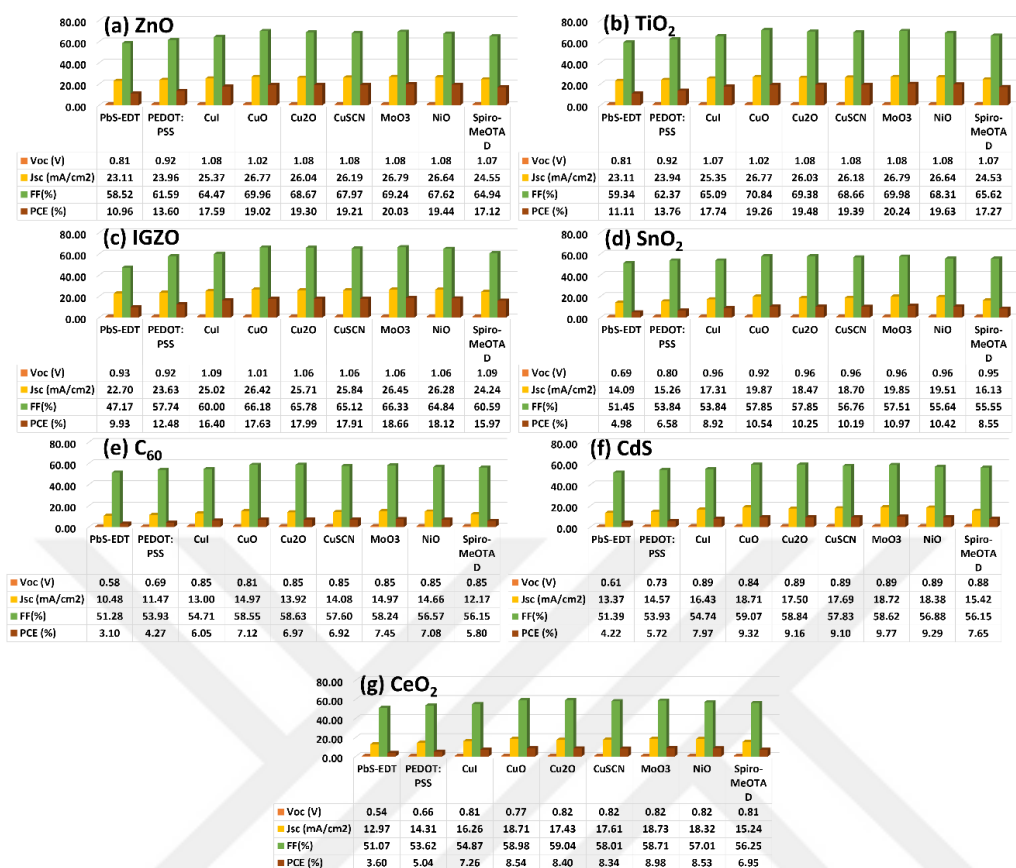 (a) ZnO
80.00
60.00
40.00
20.00
0.00
PbS-EDT PEDOT:PSS CuI CuO Cu2O CuSCN MoO3 NiO Spiro-MeOTAD
Voc (V) 0.81 0.92 1.08 1.02 1.08 1.08 1.08 1.08 1.07
Jsc (mA/cm2) 23.11 23.96 25.37 26.77 26.04 26.19 26.79 26.64 24.55
FF(%) 58.52 61.59 64.47 69.96 68.67 67.97 69.24 67.62 64.94
PCE (%) 10.96 13.60 17.59 19.02 19.30 19.21 20.03 19.44 17.12
(b) TiO2
80.00
60.00
40.00
20.00
0.00
PbS-EDT PEDOT:PSS CuI CuO Cu2O CuSCN MoO3 NiO Spiro-MeOTAD
Voc (V) 0.81 0.92 1.07 1.02 1.08 1.08 1.08 1.08 1.07
Jsc (mA/cm2) 23.11 23.94 25.35 26.77 26.03 26.18 26.79 26.64 24.53
FF(%) 59.34 62.37 65.09 70.84 69.38 68.66 69.98 68.31 65.62
PCE (%) 11.11 13.76 17.74 19.26 19.48 19.39 20.24 19.63 17.27
(c) IGZO
80.00
60.00
40.00
20.00
0.00
PbS-EDT PEDOT:PSS CuI CuO Cu2O CuSCN MoO3 NiO Spiro-MeOTAD
Voc (V) 0.93 0.92 1.09 1.01 1.06 1.06 1.06 1.06 1.09
Jsc (mA/cm2) 22.70 23.63 25.02 26.42 25.71 25.84 26.45 26.28 24.24
FF(%) 47.17 57.74 60.00 66.18 65.78 65.12 66.33 64.84 60.59
PCE (%) 9.93 12.48 16.40 17.63 17.99 17.91 18.66 18.12 15.97
(d) SnO2
80.00
60.00
40.00
20.00
0.00
PbS-EDT PEDOT:PSS CuI CuO Cu2O CuSCN MoO3 NiO Spiro-MeOTAD
Voc (V) 0.69 0.80 0.96 0.92 0.96 0.96 0.96 0.96 0.95
Jsc (mA/cm2) 14.09 15.26 17.31 19.87 18.47 18.70 19.85 19.51 16.13
FF(%) 51.45 53.84 53.84 57.85 57.85 56.76 57.51 55.64 55.55
PCE (%) 4.98 6.58 8.92 10.54 10.25 10.19 10.97 10.42 8.55
(e) C60
80.00
60.00
40.00
20.00
0.00
PbS-EDT PEDOT:PSS CuI CuO Cu2O CuSCN MoO3 NiO Spiro-MeOTAD
Voc (V) 0.58 0.69 0.85 0.81 0.85 0.85 0.85 0.85 0.85
Jsc (mA/cm2) 10.48 11.47 13.00 14.97 13.92 14.08 14.97 14.66 12.17
FF(%) 51.28 53.93 54.71 58.55 58.63 57.60 58.24 56.57 56.15
PCE (%) 3.10 4.27 6.05 7.12 6.97 6.92 7.45 7.08 5.80
(f) CdS
80.00
60.00
40.00
20.00
0.00
PbS-EDT PEDOT:PSS CuI CuO Cu2O CuSCN MoO3 NiO Spiro-MeOTAD
Voc (V) 0.61 0.73 0.89 0.84 0.89 0.89 0.89 0.89 0.88
Jsc (mA/cm2) 13.37 14.57 16.43 18.71 17.50 17.69 18.72 18.38 15.42
FF(%) 51.39 53.93 54.74 59.07 58.84 57.83 58.62 56.88 56.15
PCE (%) 4.22 5.72 7.97 9.32 9.16 9.10 9.77 9.29 7.65
(g) CeO2
80.00
60.00
40.00
20.00
0.00
PbS-EDT PEDOT:PSS CuI CuO Cu2O CuSCN MoO3 NiO Spiro-MeOTAD
Voc (V) 0.54 0.66 0.81 0.77 0.82 0.82 0.82 0.82 0.81
Jsc (mA/cm2) 12.97 14.31 16.26 18.71 17.43 17.61 18.73 18.32 15.24
FF(%) 51.07 53.62 54.87 58.98 59.04 58.01 58.71 57.01 56.25
PCE (%) 3.60 5.04 7.26 8.54 8.40 8.34 8.98 8.53 6.95